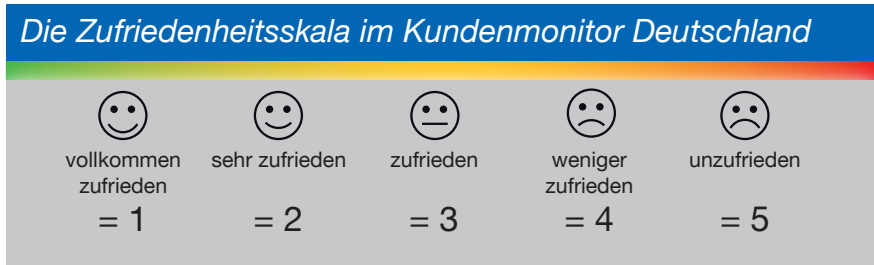 Die Zufriedenheitsskala im Kundenmonitor Deutschland
vollkommen zufrieden
sehr zufrieden
zufrieden
weniger zufrieden
unzufrieden
= 1
= 2
= 3
= 4
= 5